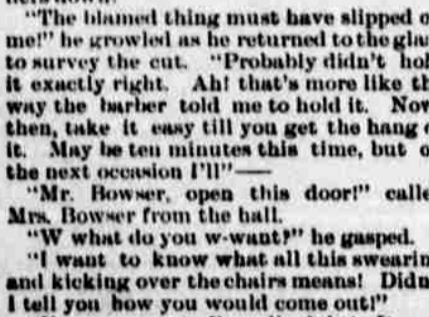 "The blamed thing must have slipped o
me!" he growled as he returned to the gla
to survey the cut. "Probably didn't hol
it exactly right. Ah! that's more like th
way the barber told me to hold it. Now
then, take it easy till you get the hang o
it. May be ten minutes this time, but o
the next occasion I'll"—
"Mr. Bowser, open this door!" calle
Mrs. Bowser from the hall.
"W what do you w-want?" he gasped.
"I want to know what all this swearin
and kicking over the chairs means! Didn
I tell you how you would come out!"